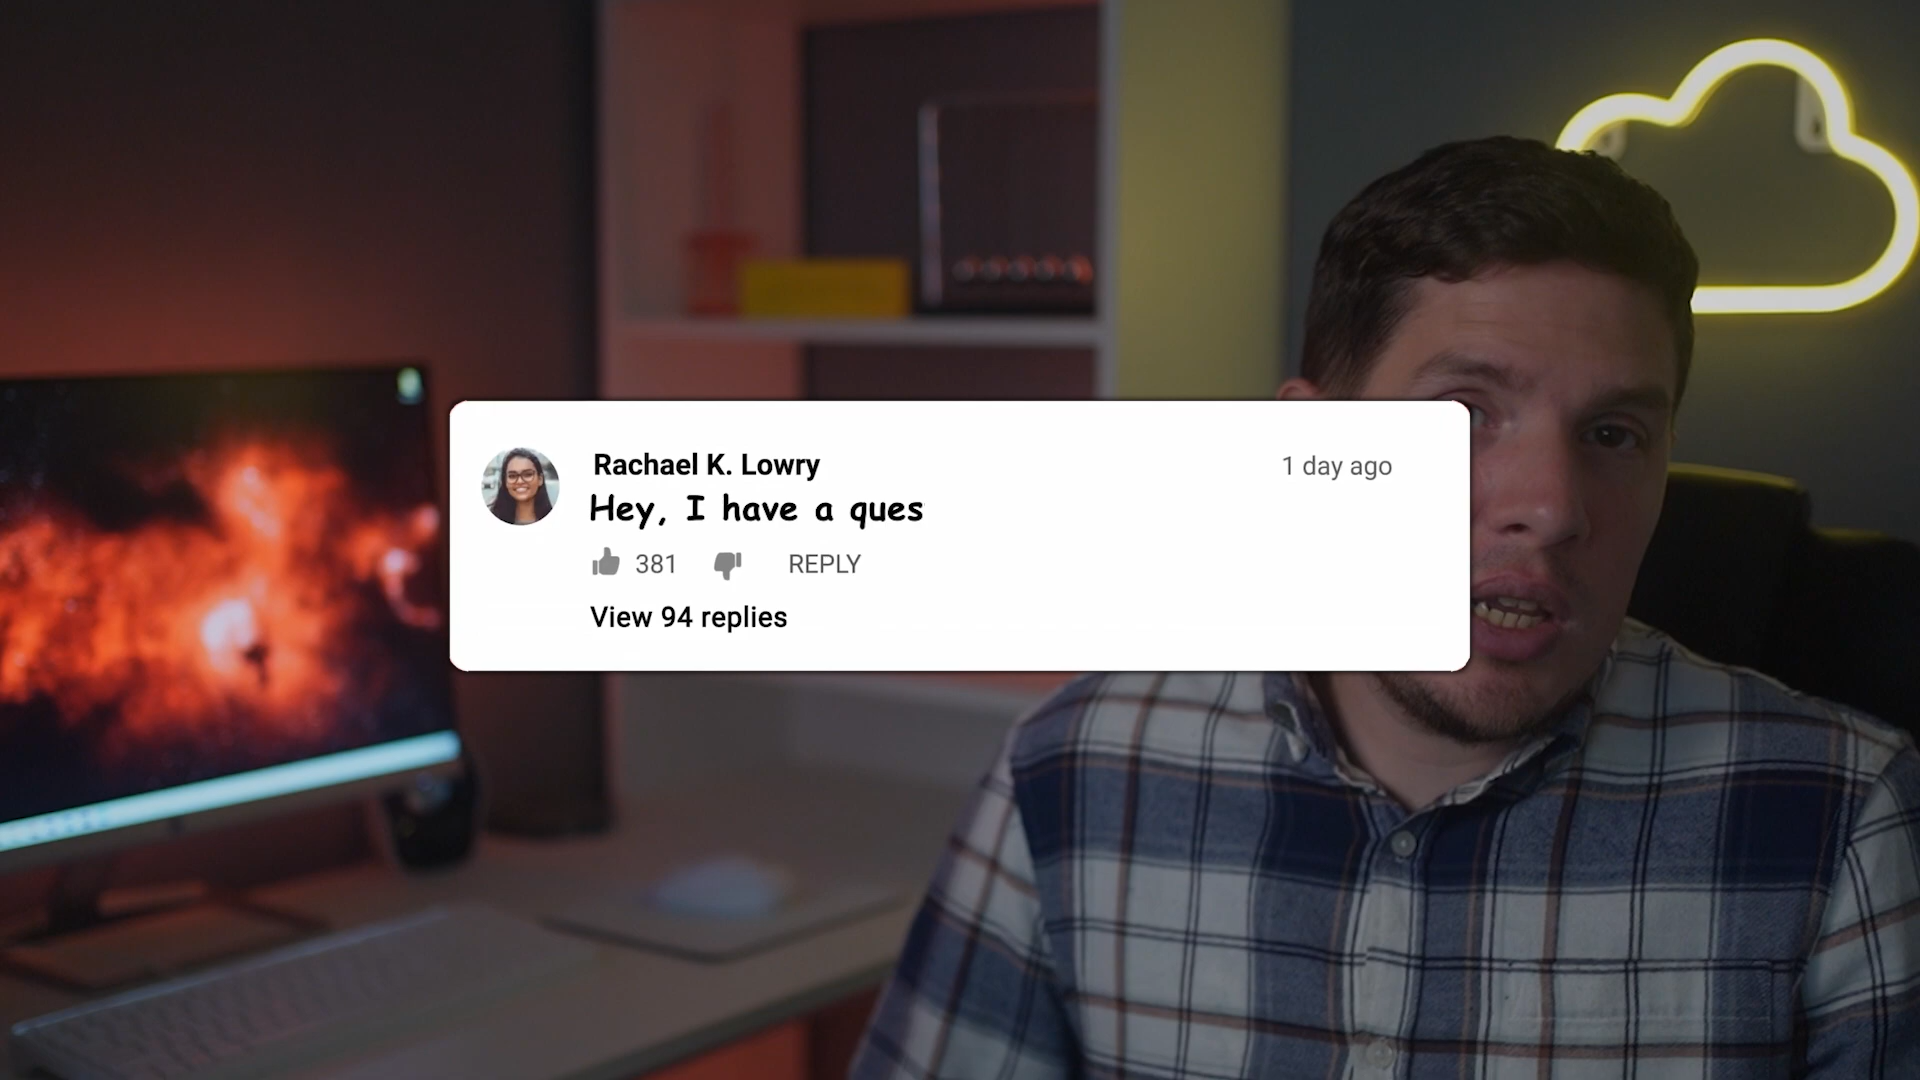 Rachael K. Lowry
1 day ago
Hey, I have a ques
381
REPLY
View 94 replies